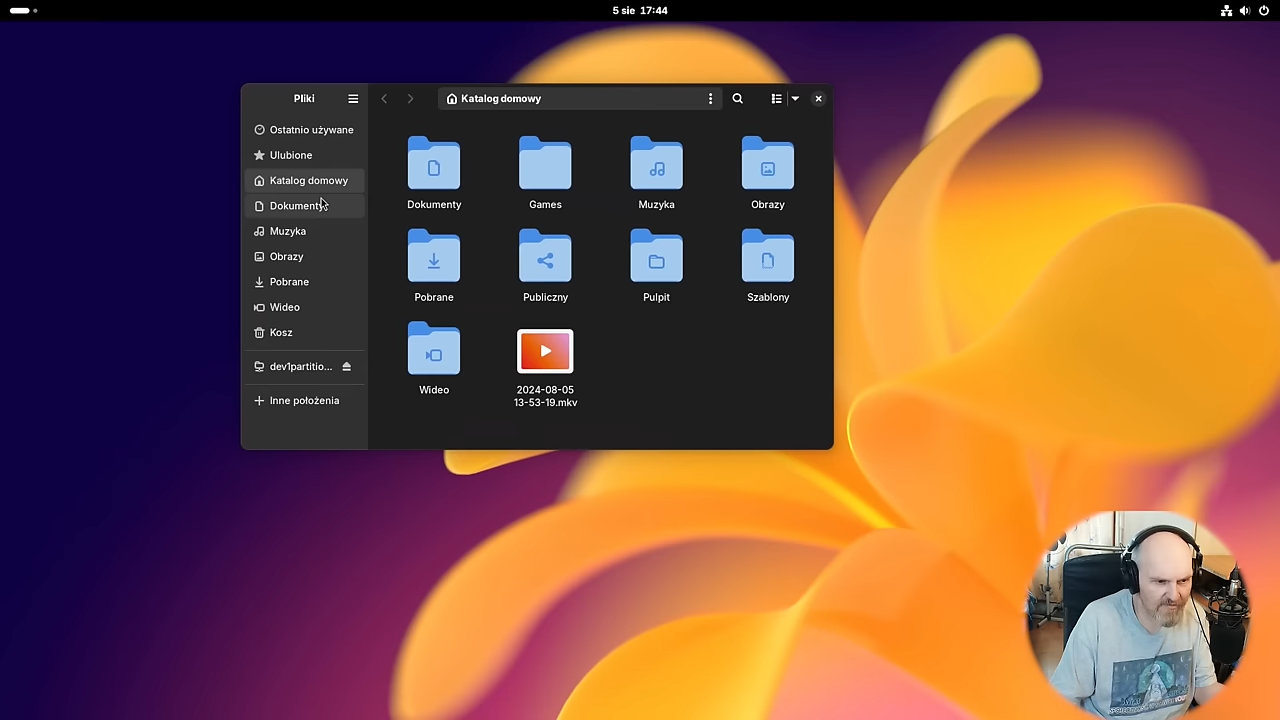 5 sie 17:44
Pliki
Katalog domowy
Ostatnio używane
Ulubione
Katalog domowy
Dokumenty
Muzyka
Obrazy
Pobrane
Wideo
Kosz
dev1partitio...
Inne położenia
Dokumenty
Games
Muzyka
Obrazy
Pobrane
Publiczny
Pulpit
Szablony
Wideo
2024-08-05
13-53-19.mkv